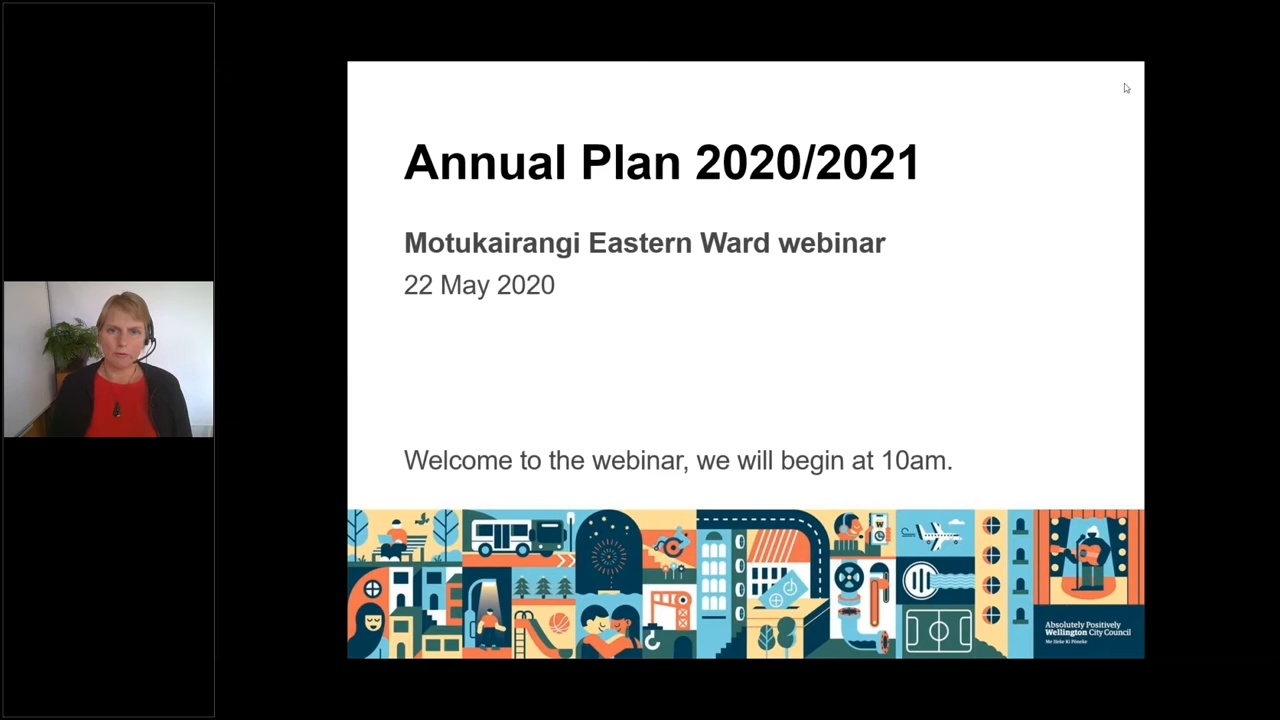 Annual Plan 2020/2021
Motukairangi Eastern Ward webinar
22 May 2020
Welcome to the webinar, we will begin at 10am.
W
Absolutely Positively
Wellington City Council
Me Heke Ki Pōneke